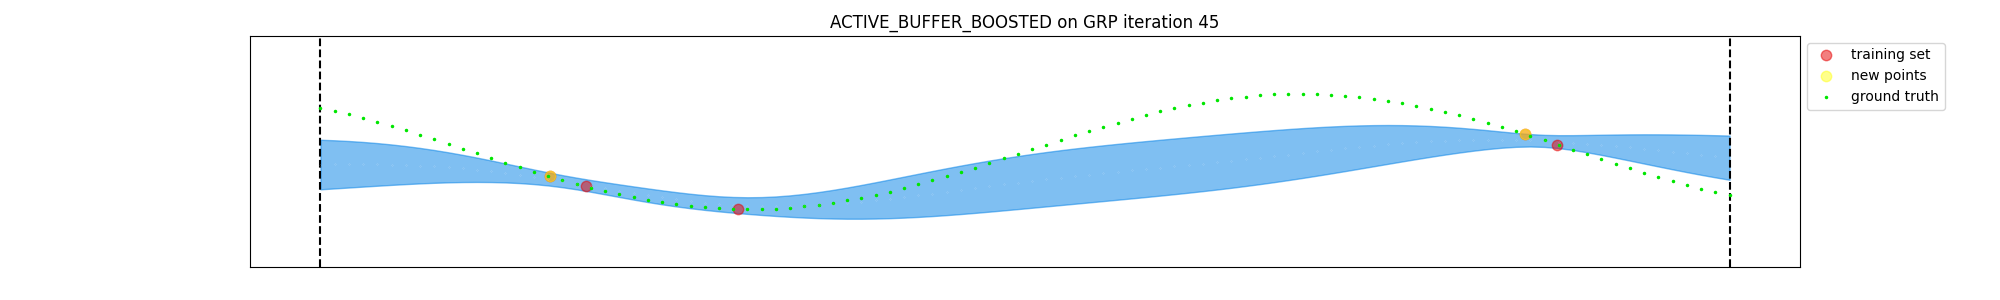 ACTIVE_BUFFER_BOOSTED on GRP iteration 45
training set
new points
ground truth